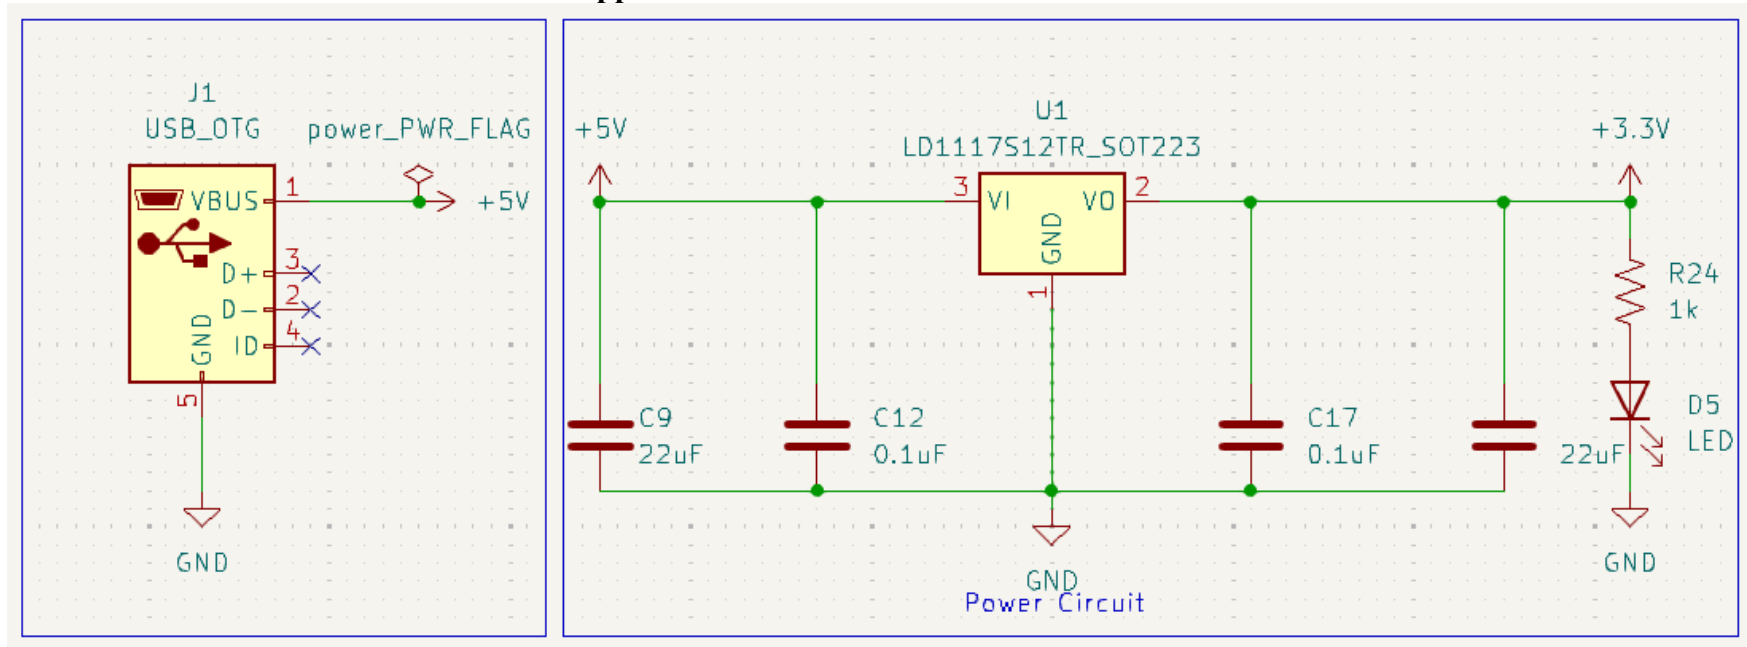 J1
USB_OTG
power_PWR_FLAG
VBUS
1
+5V
D+
3
D-
2
ID
4
GND
5
GND
+5V
U1
LD1117S12TR_SOT223
3
VI
VO
2
GND
1
+3.3V
R24
1k
C9
22uF
C12
0.1uF
C17
0.1uF
22uF
D5
LED
GND
GND
Power Circuit